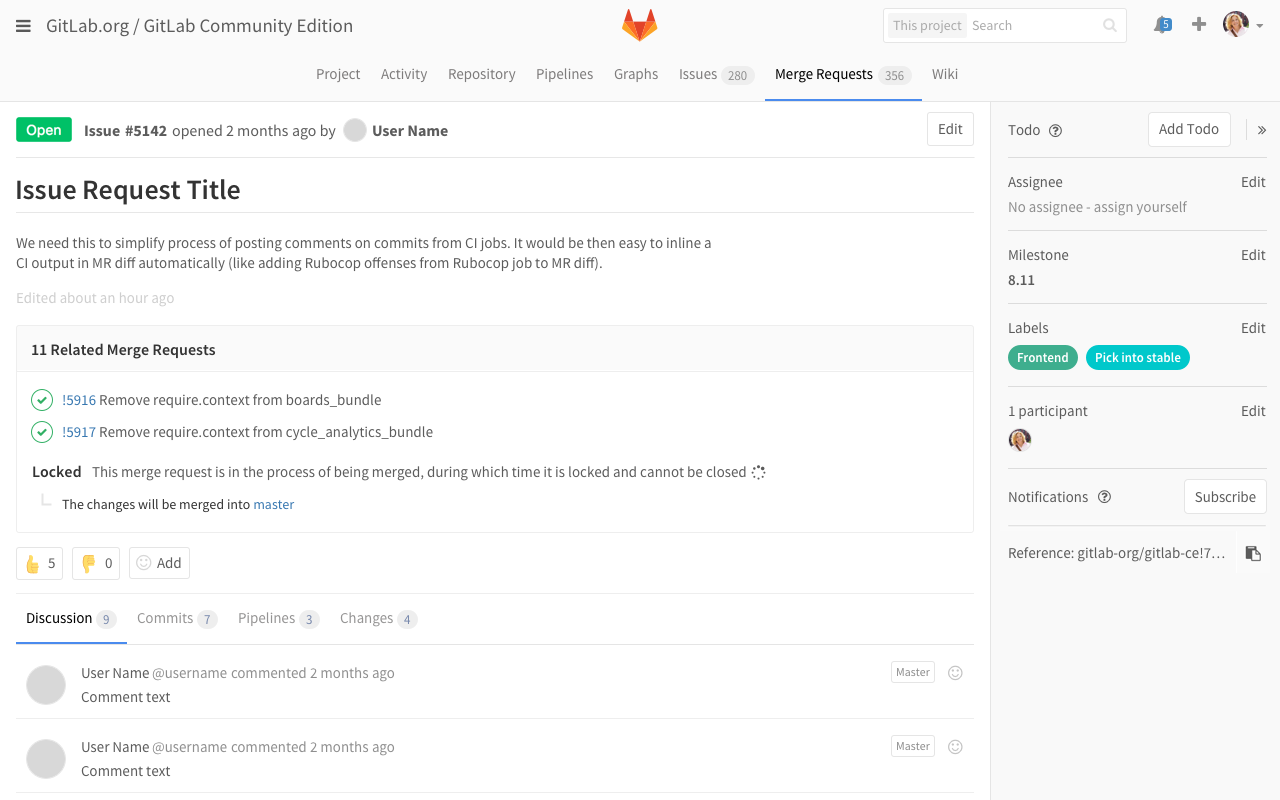 GitLab.org / GitLab Community Edition
This project Search
5
Project Activity Repository Pipelines Graphs Issues 280 Merge Requests 356 Wiki
Open Issue #5142 opened 2 months ago by User Name
Edit
Issue Request Title
We need this to simplify process of posting comments on commits from CI jobs. It would be then easy to inline a
CI output in MR diff automatically (like adding Rubocop offenses from Rubocop job to MR diff).
Edited about an hour ago
11 Related Merge Requests
!5916 Remove require.context from boards_bundle
!5917 Remove require.context from cycle_analytics_bundle
Locked This merge request is in the process of being merged, during which time it is locked and cannot be closed
The changes will be merged into master
5 0 Add
Discussion 9 Commits 7 Pipelines 3 Changes 4
User Name @username commented 2 months ago Master
Comment text
User Name @username commented 2 months ago Master
Comment text
Todo Add Todo »
Assignee Edit
No assignee - assign yourself
Milestone Edit
8.11
Labels Edit
Frontend Pick into stable
1 participant Edit
Notifications Subscribe
Reference: gitlab-org/gitlab-ce!7...